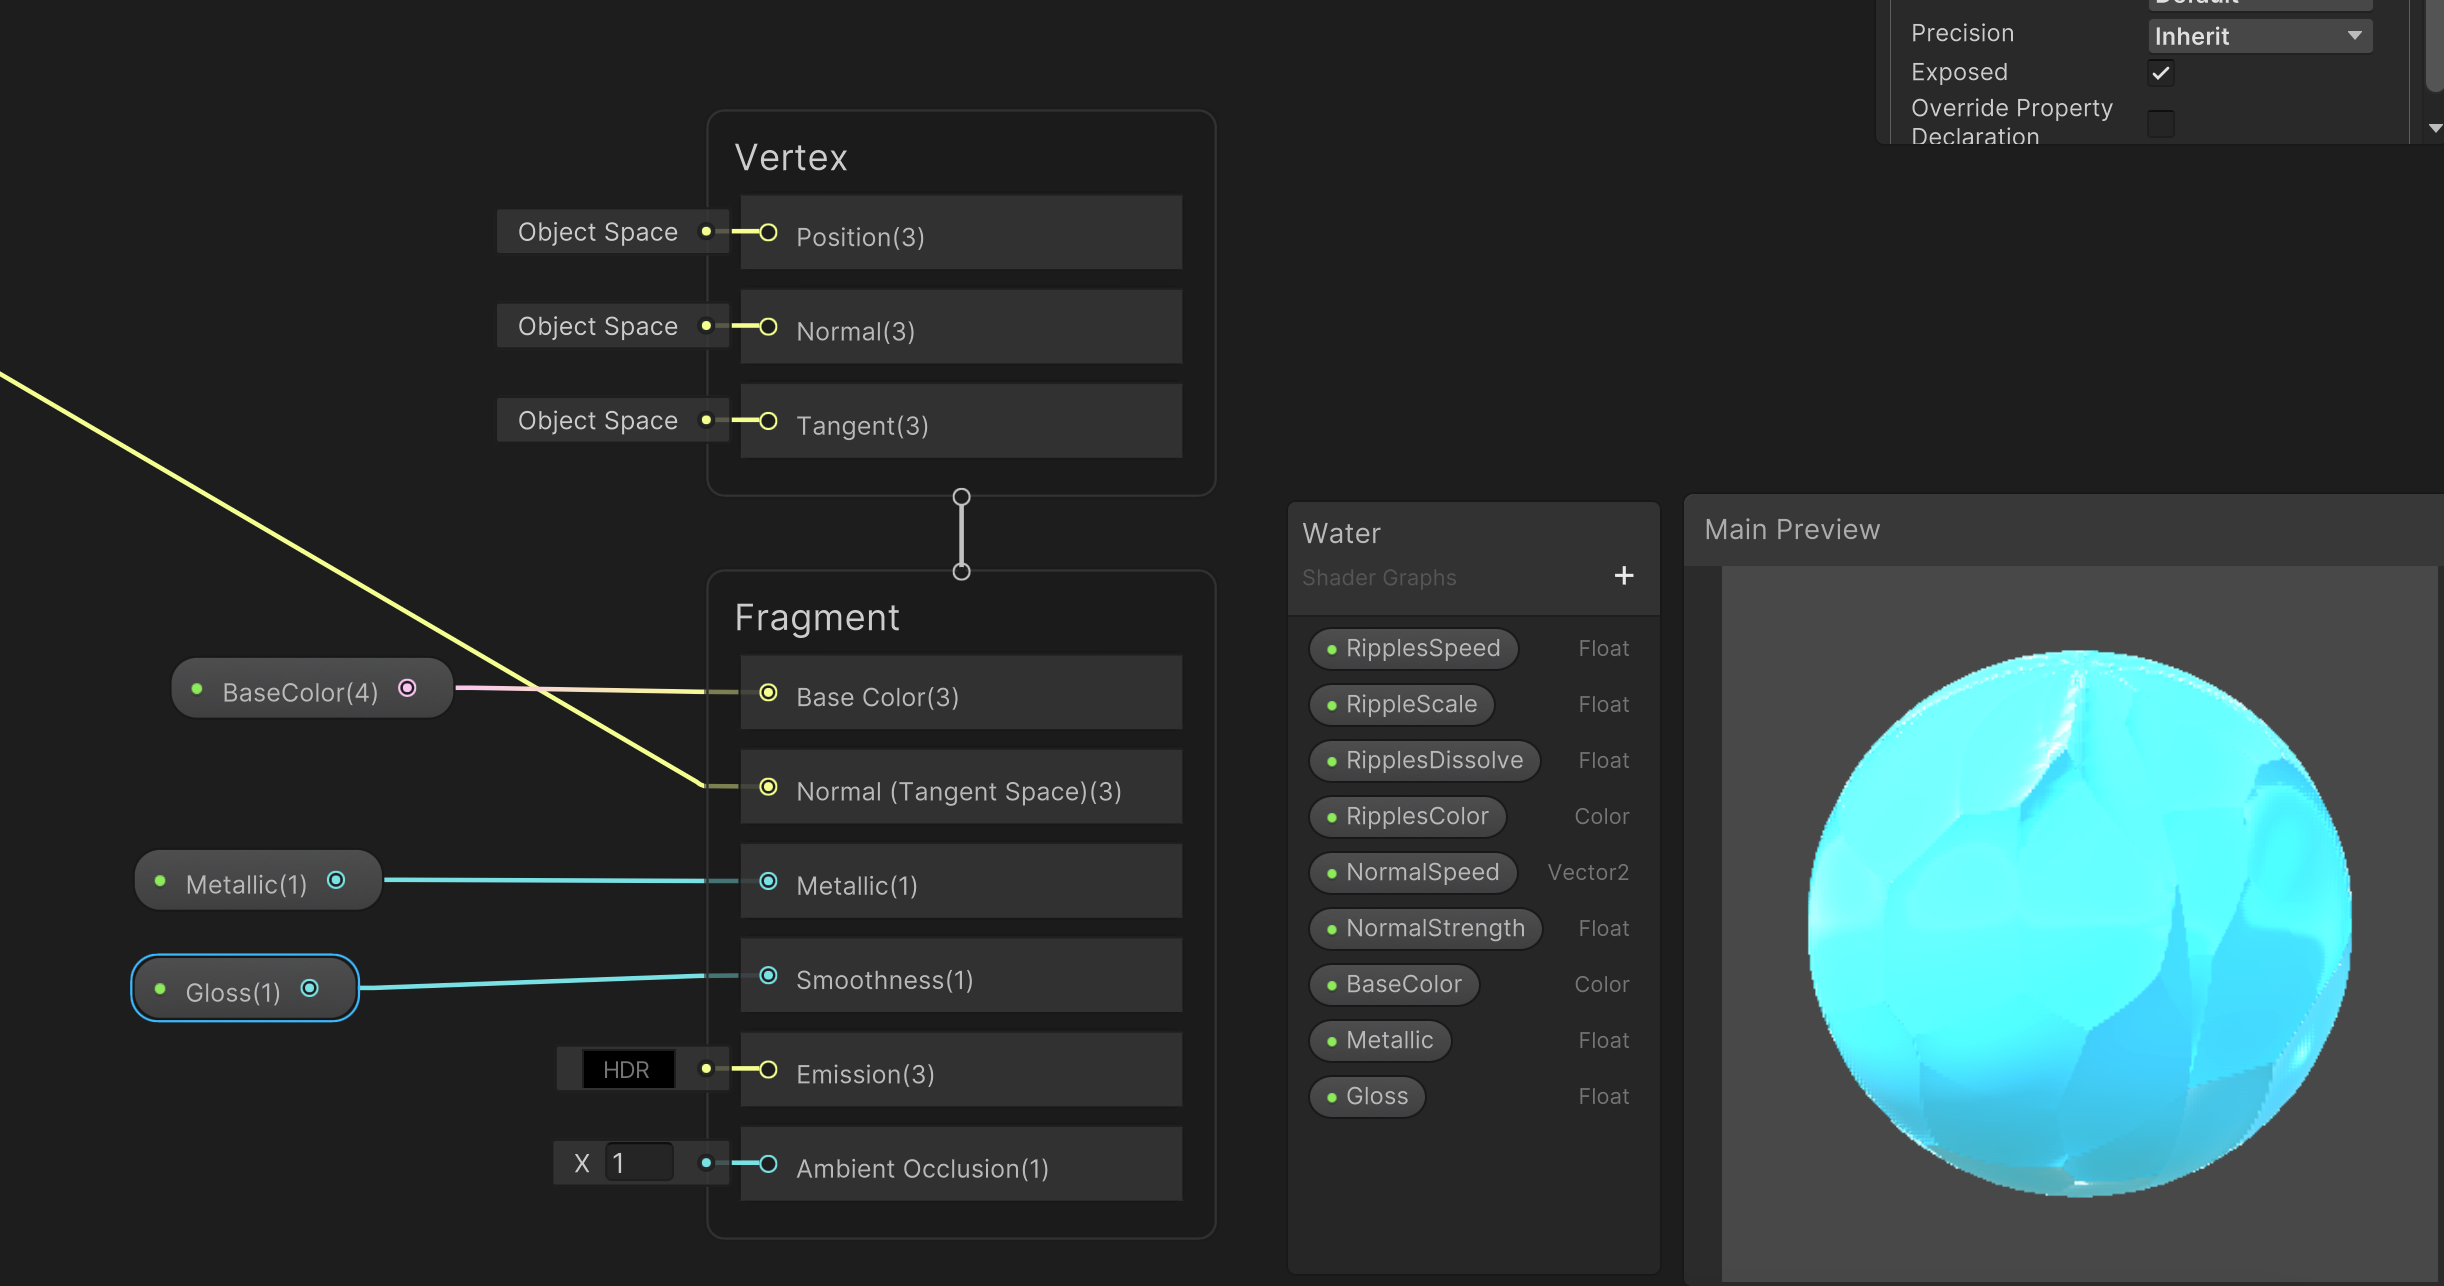 Default
Precision
Inherit
Exposed
Override Property
Declaration
Vertex
Object Space
Position(3)
Object Space
Normal(3)
Object Space
Tangent(3)
Fragment
BaseColor(4)
Base Color(3)
Normal (Tangent Space)(3)
Metallic(1)
Metallic(1)
Gloss(1)
Smoothness(1)
HDR
Emission(3)
X 1
Ambient Occlusion(1)
Water
Shader Graphs
+
RipplesSpeed Float
RippleScale Float
RipplesDissolve Float
RipplesColor Color
NormalSpeed Vector2
NormalStrength Float
BaseColor Color
Metallic Float
Gloss Float
Main Preview